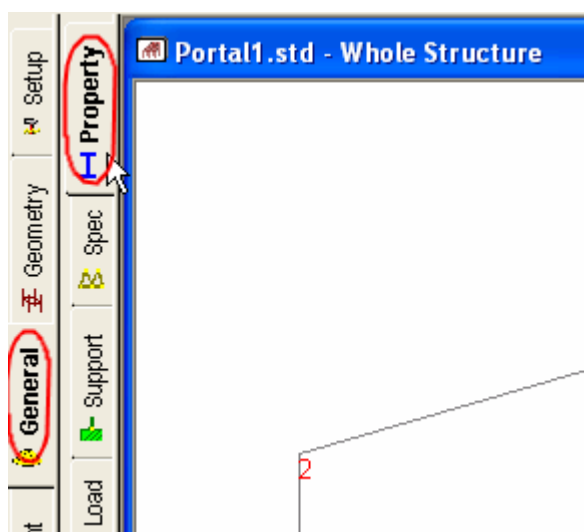 Portal1.std - Whole Structure
Setup
Geometry
General
Property
Spec
Support
Load
2